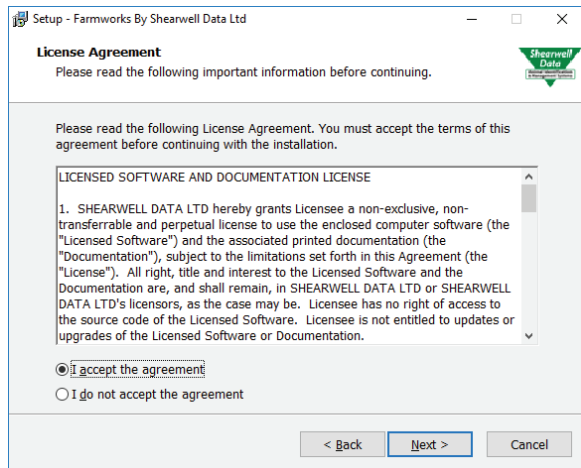 Setup - Farmworks By Shearwell Data Ltd
License Agreement
Please read the following important information before continuing.
Shearwell
Data
Please read the following License Agreement. You must accept the terms of this
agreement before continuing with the installation.
LICENSED SOFTWARE AND DOCUMENTATION LICENSE
1.  SHEARWELL DATA LTD hereby grants Licensee a non-exclusive, non-
transferrable and perpetual license to use the enclosed computer software (the
"Licensed Software") and the associated printed documentation (the
"Documentation"), subject to the limitations set forth in this Agreement (the
"License").  All right, title and interest to the Licensed Software and the
Documentation are, and shall remain, in SHEARWELL DATA LTD or SHEARWELL
DATA LTD's licensors, as the case may be.  Licensee has no right of access to
the source code of the Licensed Software.  Licensee is not entitled to updates or
upgrades of the Licensed Software or Documentation.
I accept the agreement
I do not accept the agreement
< Back
Next >
Cancel